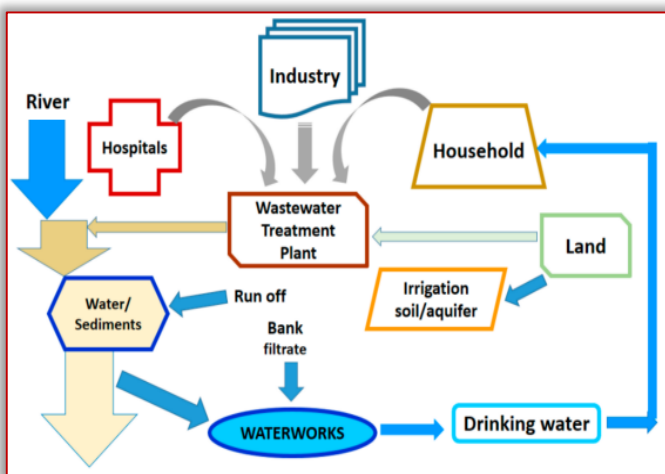 Industry
River
Hospitals
Household
Wastewater
Treatment
Plant
Land
Water/
Sediments
Run off
Irrigation
soil/aquifer
Bank
filtrate
WATERWORKS
Drinking water